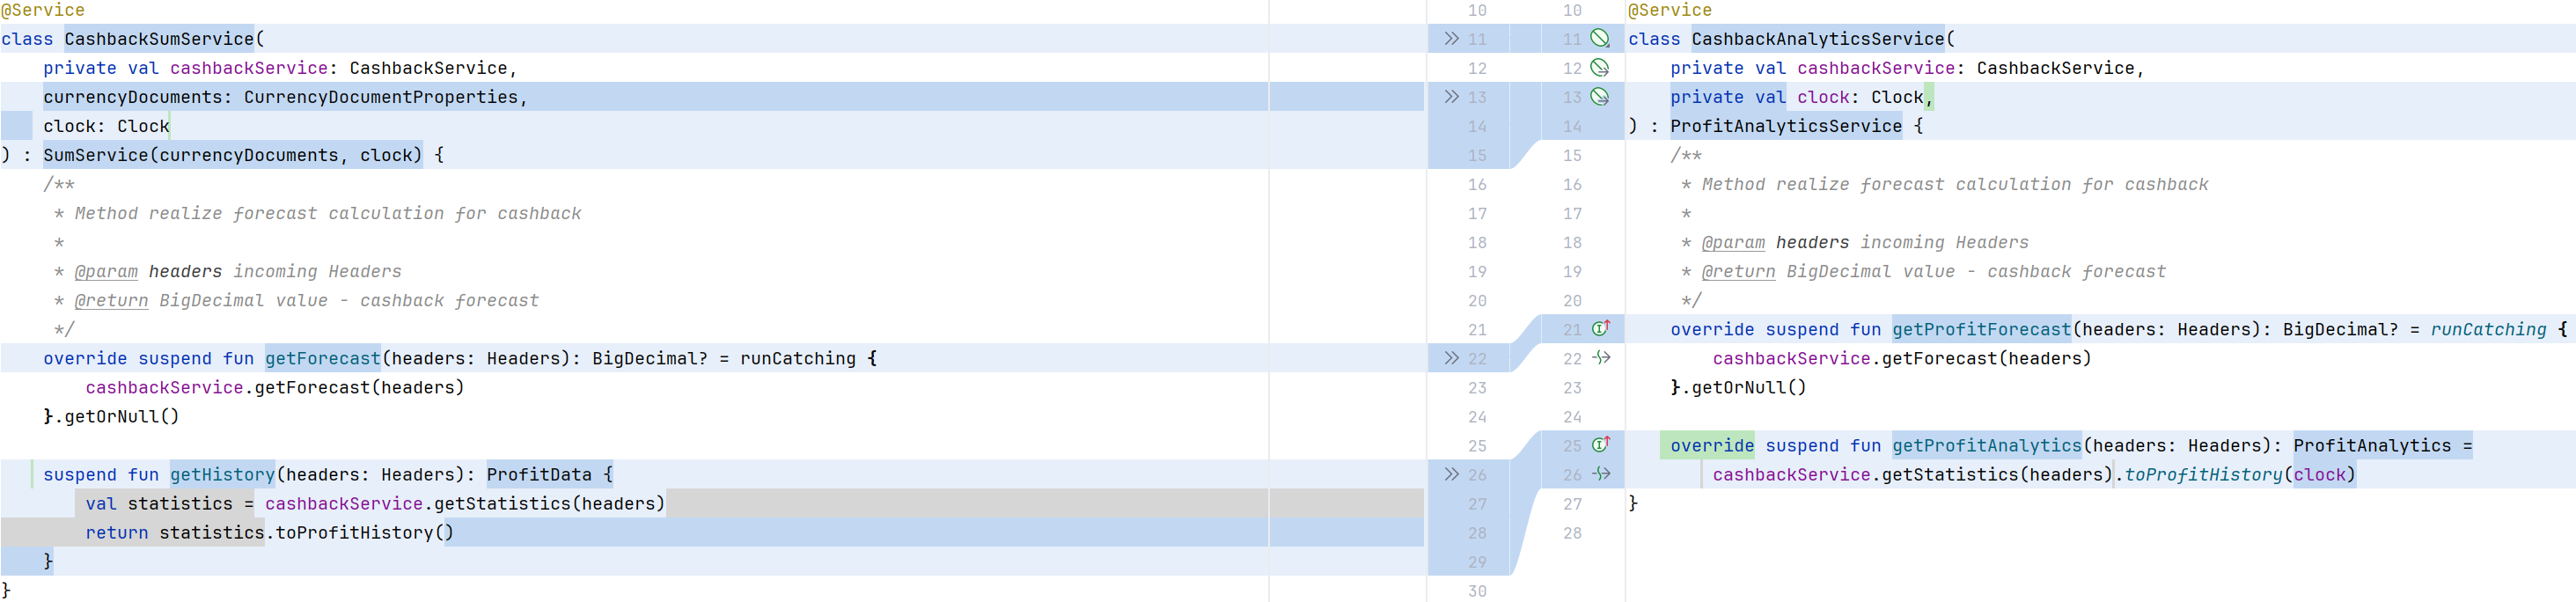 @Service
class CashbackSumService(
    private val cashbackService: CashbackService,
    currencyDocuments: CurrencyDocumentProperties,
    clock: Clock
) : SumService(currencyDocuments, clock) {
    /**
     * Method realize forecast calculation for cashback
     *
     * @param headers incoming Headers
     * @return BigDecimal value - cashback forecast
     */
    override suspend fun getForecast(headers: Headers): BigDecimal? = runCatching {
        cashbackService.getForecast(headers)
    }.getOrNull()

    suspend fun getHistory(headers: Headers): ProfitData {
        val statistics = cashbackService.getStatistics(headers)
        return statistics.toProfitHistory()
    }
}
10
11
12
13
14
15
16
17
18
19
20
21
22
23
24
25
26
27
28
29
30
10
11
12
13
14
15
16
17
18
19
20
21
22
23
24
25
26
27
28
@Service
class CashbackAnalyticsService(
    private val cashbackService: CashbackService,
    private val clock: Clock,
) : ProfitAnalyticsService {
    /**
     * Method realize forecast calculation for cashback
     *
     * @param headers incoming Headers
     * @return BigDecimal value - cashback forecast
     */
    override suspend fun getProfitForecast(headers: Headers): BigDecimal? = runCatching {
        cashbackService.getForecast(headers)
    }.getOrNull()

    override suspend fun getProfitAnalytics(headers: Headers): ProfitAnalytics =
        cashbackService.getStatistics(headers).toProfitHistory(clock)
}